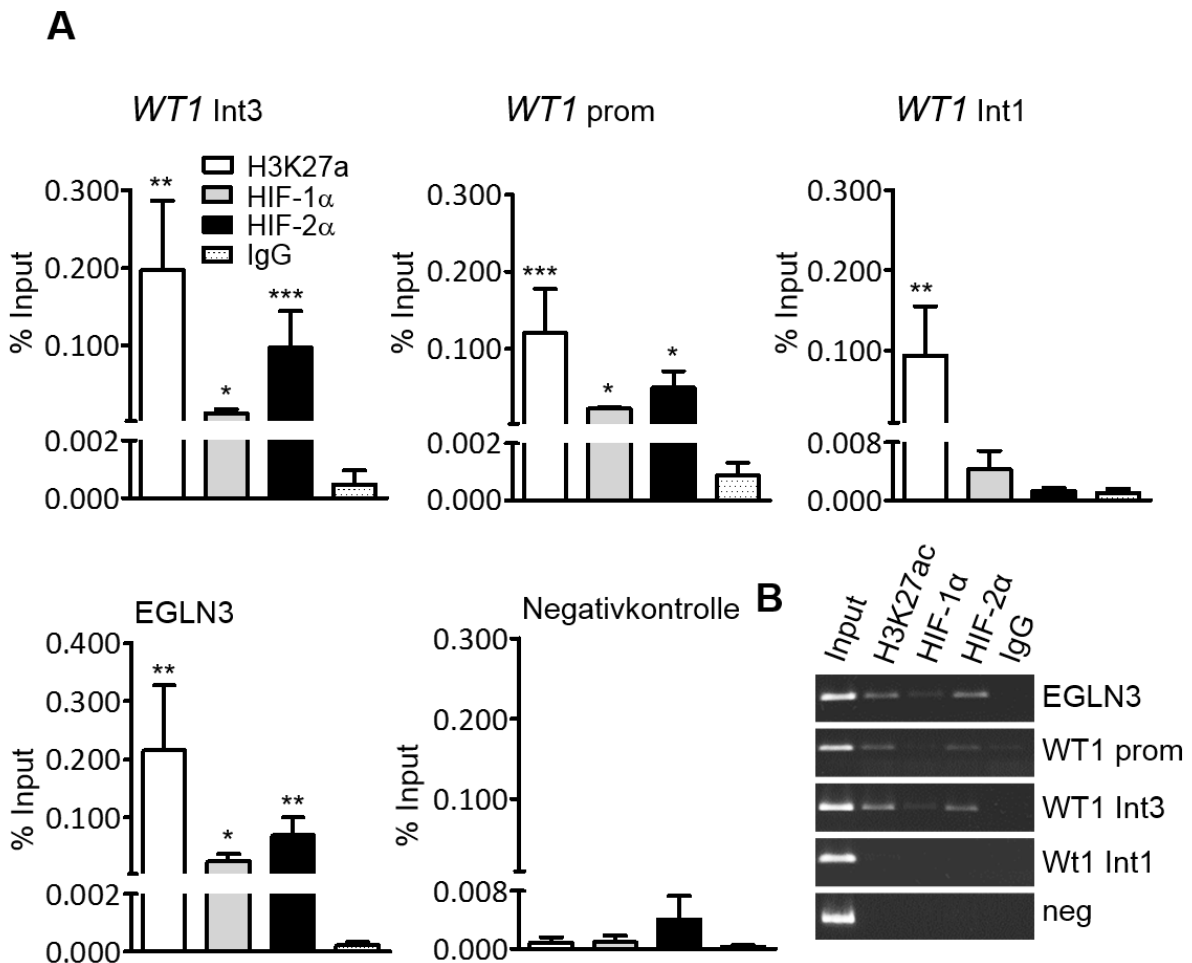 A
WT1 Int3
H3K27a
HIF-1α
HIF-2α
IgG
% Input
0.300
0.200
0.100
0.002
0.000
**
*
***
WT1 prom
% Input
0.300
0.200
0.100
0.002
0.000
***
*
*
WT1 Int1
% Input
0.300
0.200
0.100
0.008
0.000
**
EGLN3
% Input
0.400
0.300
0.200
0.100
0.002
0.000
**
*
**
Negativkontrolle
% Input
0.300
0.200
0.100
0.008
0.000
B
Input
H3K27ac
HIF-1α
HIF-2α
IgG
EGLN3
WT1 prom
WT1 Int3
Wt1 Int1
neg